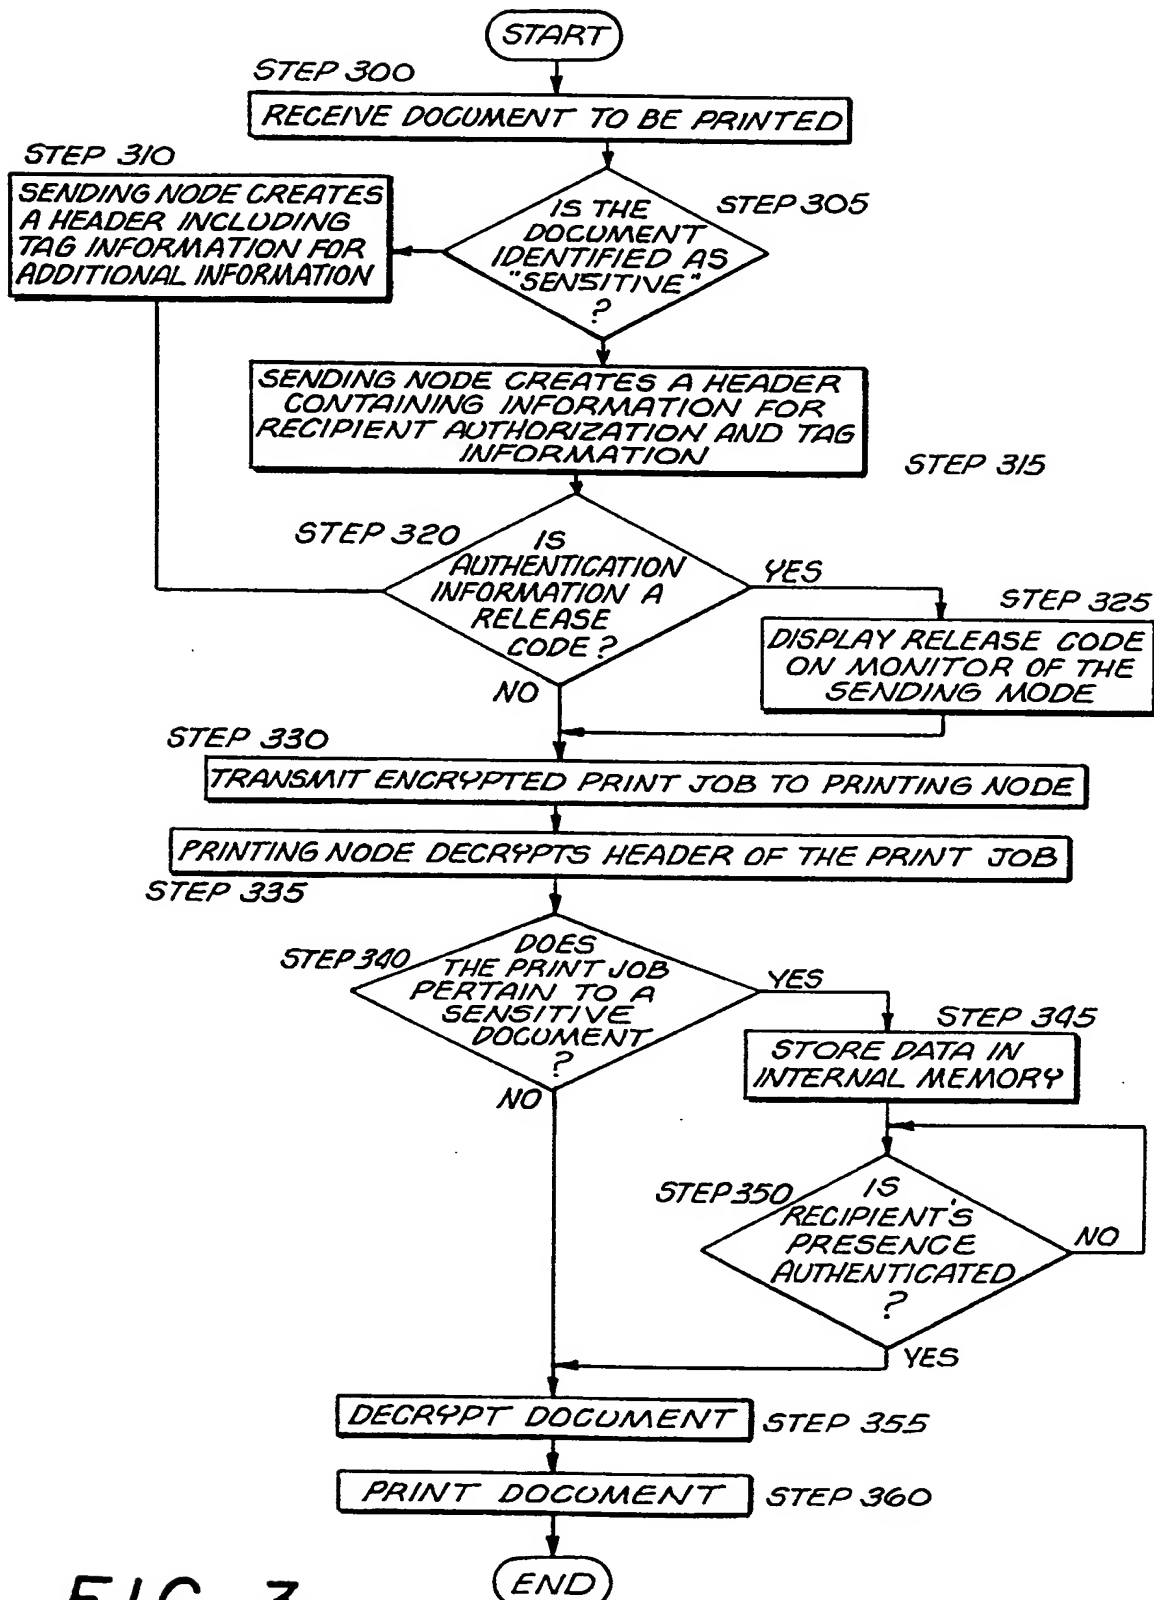 START
STEP 300
RECEIVE DOCUMENT TO BE PRINTED
STEP 310
SENDING NODE CREATES
A HEADER INCLUDING
TAG INFORMATION FOR
ADDITIONAL INFORMATION
STEP 305
IS THE
DOCUMENT
IDENTIFIED AS
"SENSITIVE"
?
SENDING NODE CREATES A HEADER
CONTAINING INFORMATION FOR
RECIPIENT AUTHORIZATION AND TAG
INFORMATION
STEP 315
STEP 320
IS
AUTHENTICATION
INFORMATION A
RELEASE
CODE?
YES
NO
STEP 325
DISPLAY RELEASE CODE
ON MONITOR OF THE
SENDING MODE
STEP 330
TRANSMIT ENCRYPTED PRINT JOB TO PRINTING NODE
PRINTING NODE DECRYPTS HEADER OF THE PRINT JOB
STEP 335
STEP 340
DOES
THE PRINT JOB
PERTAIN TO A
SENSITIVE
DOCUMENT
?
YES
NO
STEP 345
STORE DATA IN
INTERNAL MEMORY
STEP 350
IS
RECIPIENT'S
PRESENCE
AUTHENTICATED
?
NO
YES
DECRYPT DOCUMENT
STEP 355
PRINT DOCUMENT
STEP 360
END
FIG. 3